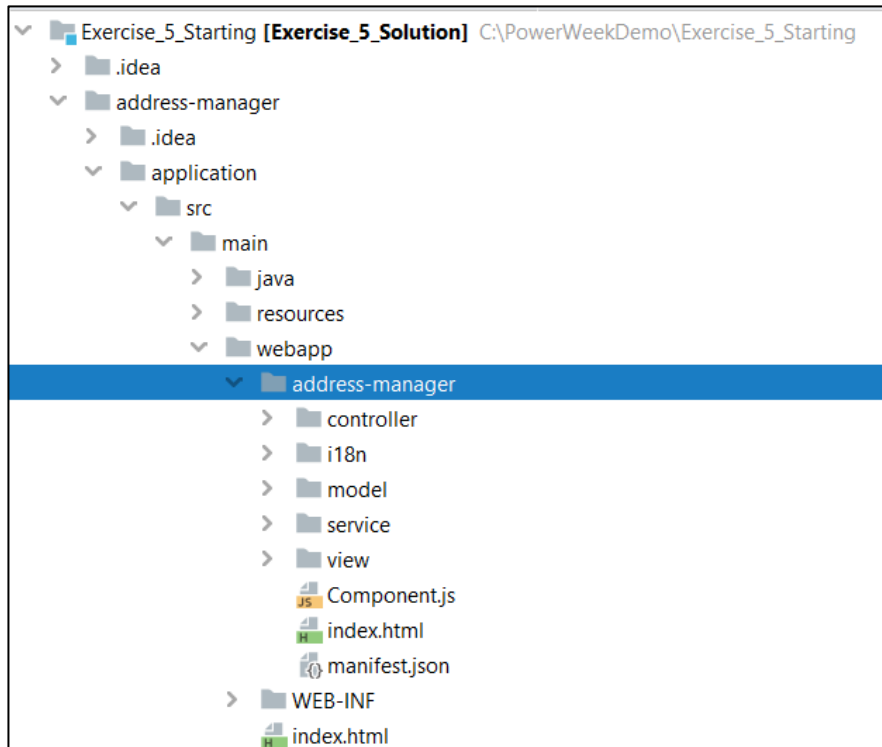 Exercise_5_Starting [Exercise_5_Solution] C:\PowerWeekDemo\Exercise_5_Starting
.idea
address-manager
.idea
application
src
main
java
resources
webapp
address-manager
controller
i18n
model
service
view
JS Component.js
H index.html
{} manifest.json
WEB-INF
H index.html